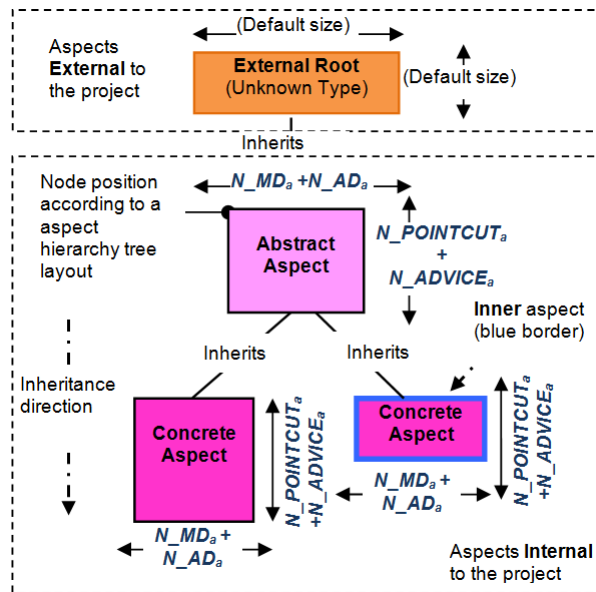 Aspects
External to
the project
(Default size)
External Root
(Unknown Type)
(Default size)
Inherits
Node position
according to a
aspect
hierarchy tree
layout
N_MDa +N_ADa
Abstract
Aspect
N_POINTCUTa
+
N_ADVICEa
Inner aspect
(blue border)
Inherits
Inherits
Inheritance
direction
Concrete
Aspect
N_POINTCUTa
+N_ADVICEa
Concrete
Aspect
N_POINTCUTa
+N_ADVICEa
N_MDa +
N_ADa
N_MDa +
N_ADa
Aspects Internal
to the project